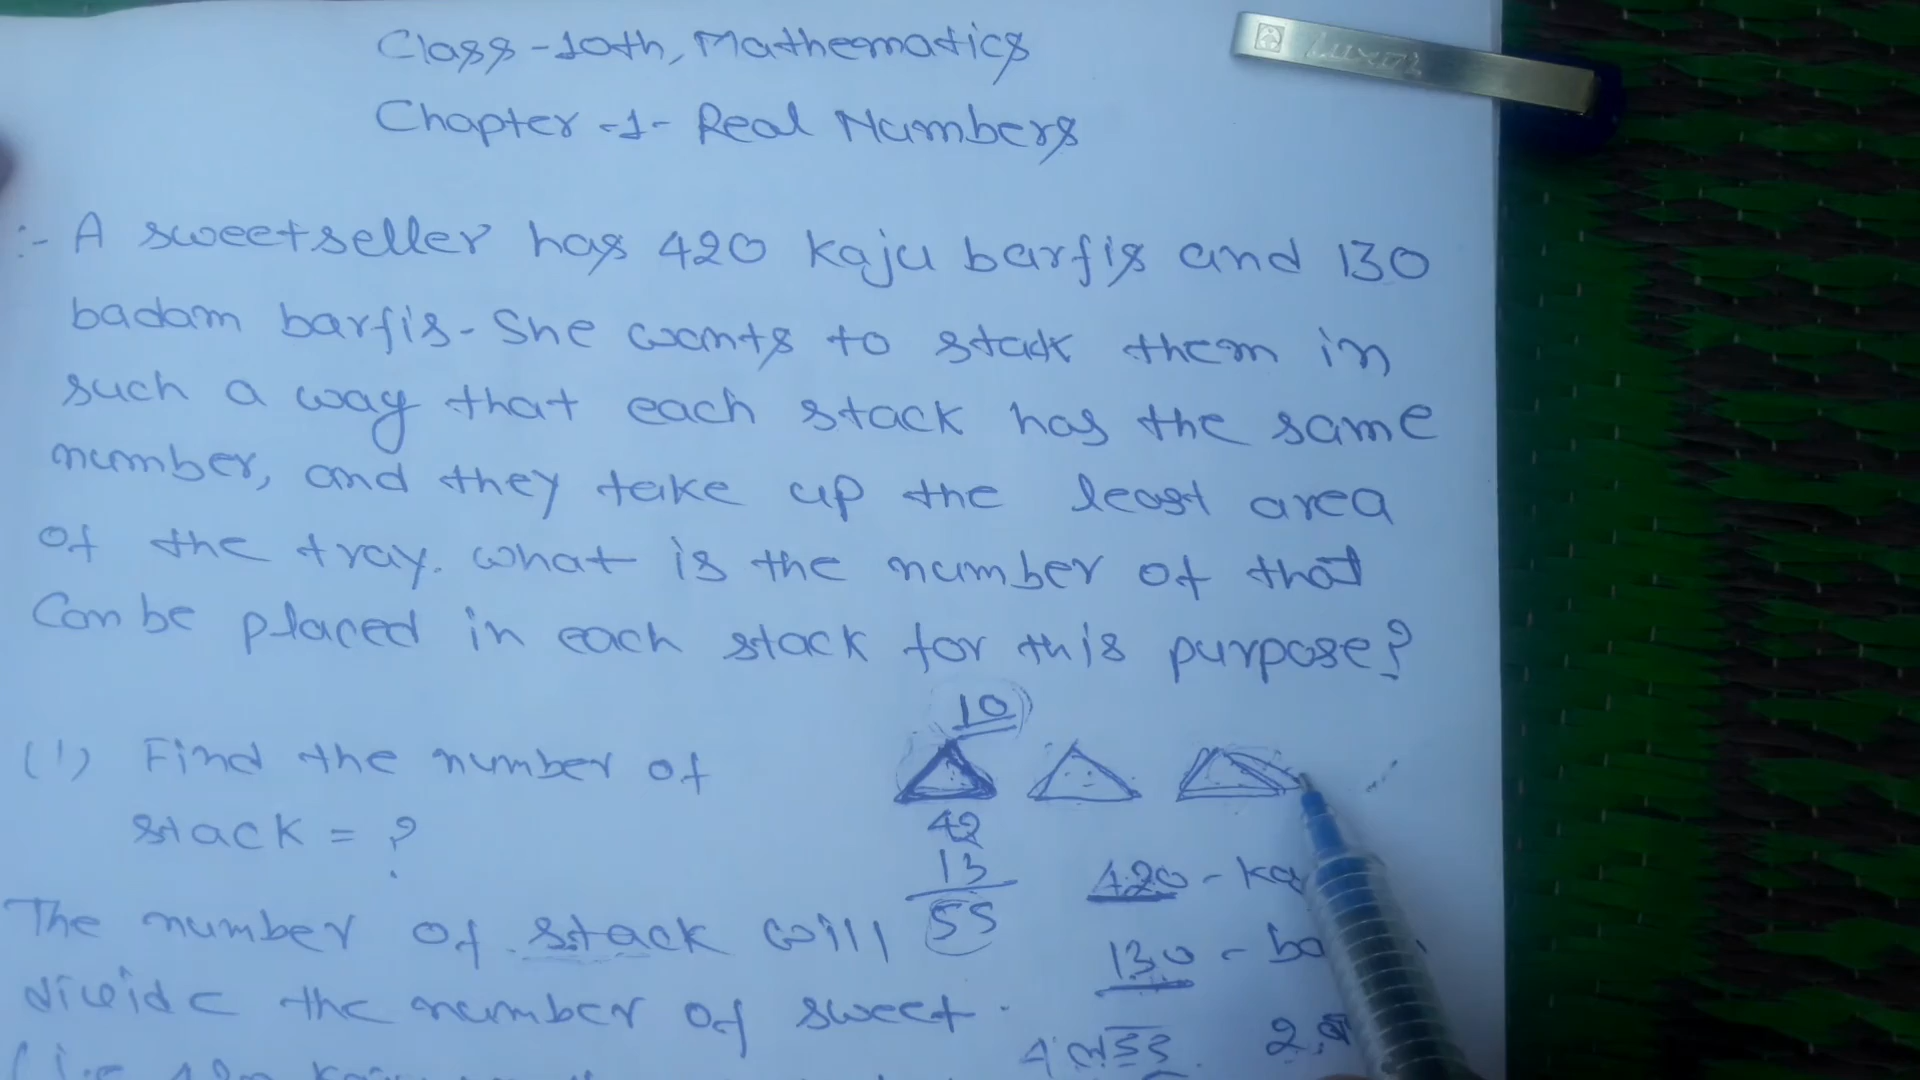 Class-10th, Mathematics
Chapter-1- Real Numbers
:- A sweetseller has 420 kaju barfis and 130
badam barfis. She wants to stack them in
such a way that each stack has the same
number, and they take up the least area
of the tray. what is the number of that
Can be placed in each stack for this purpose?
10
(1) Find the number of
stack = ?
42
13
55
420 - ka
130 - ba
The number of stack will
divide the number of sweet.
LUXOR